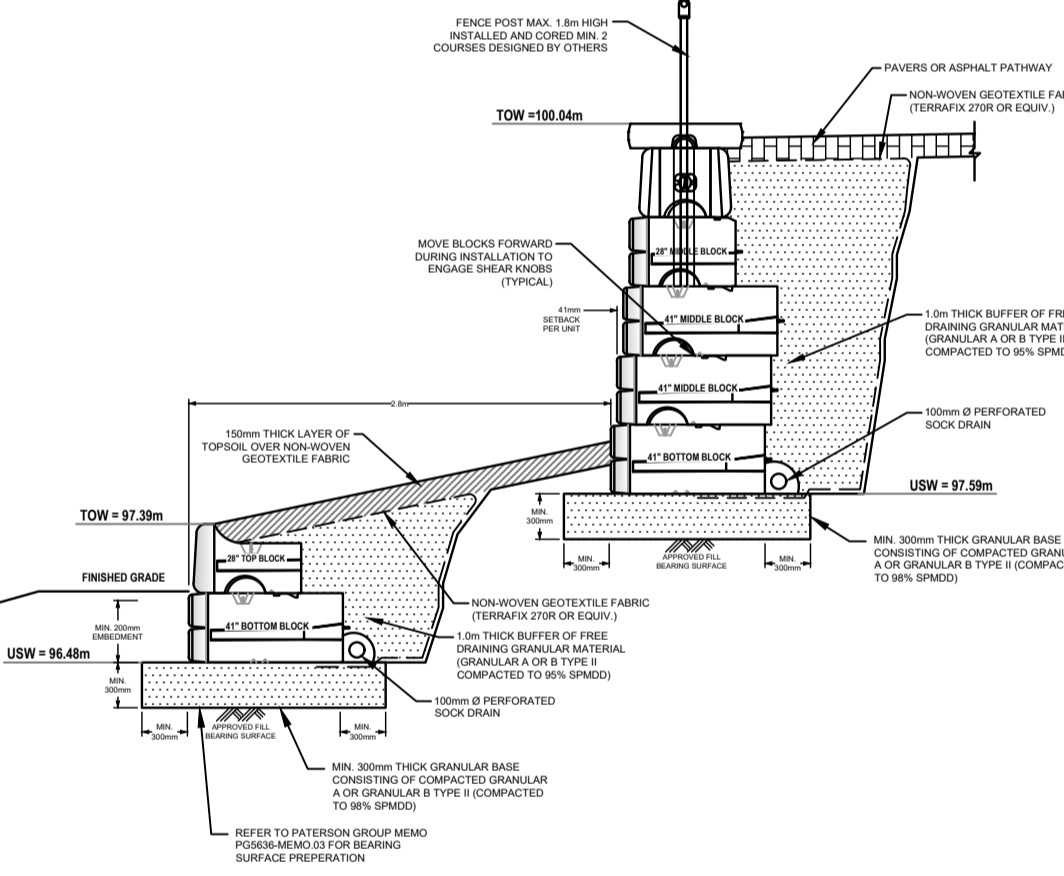 FENCE POST MAX. 1.8m HIGH
INSTALLED AND CORED MIN. 2
COURSES DESIGNED BY OTHERS
PAVERS OR ASPHALT PATHWAY
NON-WOVEN GEOTEXTILE
(TERRAFIX 270R OR EQUIV.)
TOW =100.04m
MOVE BLOCKS FORWARD
DURING INSTALLATION TO
ENGAGE SHEAR KNOBS
(TYPICAL)
28" MIDDLE BLOCK
41mm
SETBACK
PER UNIT
41" MIDDLE BLOCK
1.0m THICK BUFFER OF
DRAINING GRANULAR
(GRANULAR A OR B TYPE
COMPACTED TO 95%
41" MIDDLE BLOCK
2.8m
100mm Ø PERFORATED
SOCK DRAIN
150mm THICK LAYER OF
TOPSOIL OVER NON-WOVEN
GEOTEXTILE FABRIC
41" BOTTOM BLOCK
USW = 97.59m
MIN.
300mm
TOW = 97.39m
MIN. 300mm THICK GRANULAR BASE
CONSISTING OF COMPACTED
A OR GRANULAR B TYPE II
TO 98% SPMDD)
APPROVED FILL
BEARING SURFACE
MIN.
300mm
MIN.
300mm
28" TOP BLOCK
FINISHED GRADE
NON-WOVEN GEOTEXTILE FABRIC
(TERRAFIX 270R OR EQUIV.)
MIN. 200mm
EMBEDMENT
41" BOTTOM BLOCK
1.0m THICK BUFFER OF FREE
DRAINING GRANULAR MATERIAL
(GRANULAR A OR B TYPE II
COMPACTED TO 95% SPMDD)
USW = 96.48m
MIN.
300mm
100mm Ø PERFORATED
SOCK DRAIN
MIN.
300mm
APPROVED FILL
BEARING SURFACE
MIN.
300mm
MIN. 300mm THICK GRANULAR BASE
CONSISTING OF COMPACTED GRANULAR
A OR GRANULAR B TYPE II (COMPACTED
TO 98% SPMDD)
REFER TO PATERSON GROUP MEMO
PG5636-MEMO.03 FOR BEARING
SURFACE PREPERATION